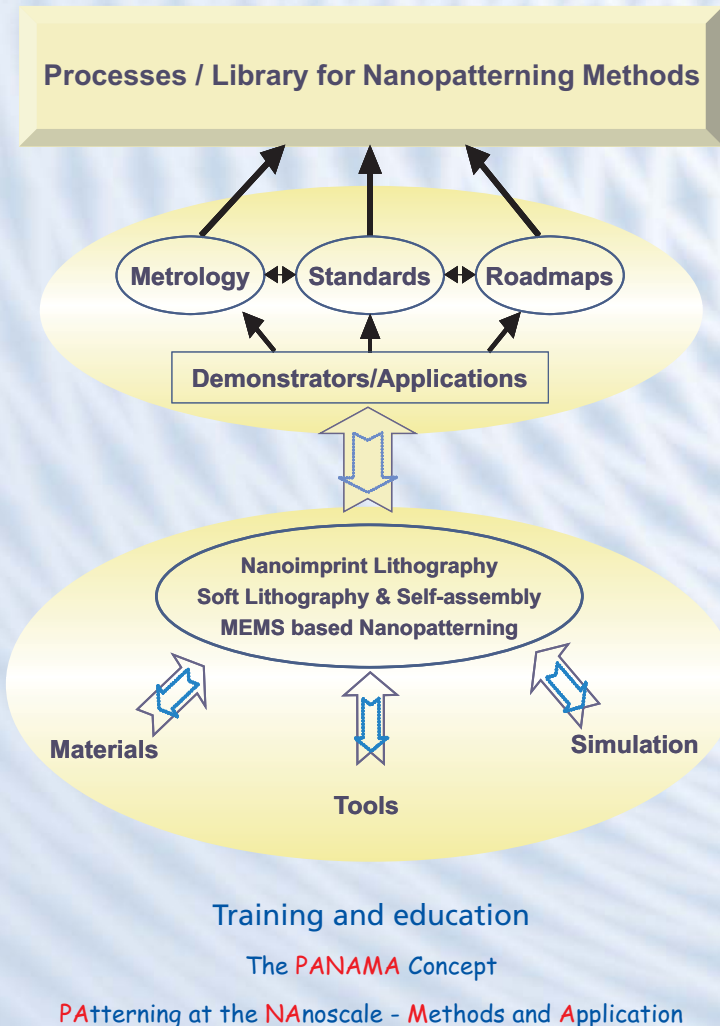 Processes / Library for Nanopatterning Methods
Metrology
Standards
Roadmaps
Demonstrators/Applications
Nanoimprint Lithography
Soft Lithography & Self-assembly
MEMS based Nanopatterning
Materials
Simulation
Tools
Training and education
The PANAMA Concept
PAtterning at the NAnoscale - Methods and Application